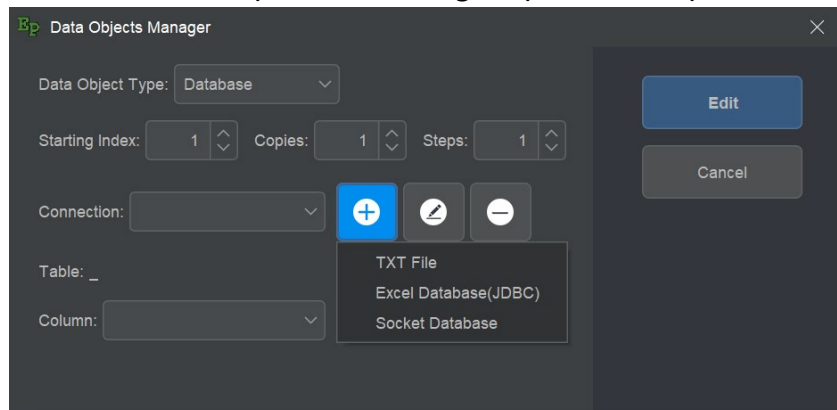 Ep Data Objects Manager
Data Object Type: Database
Edit
Starting Index: 1 Copies: 1 Steps: 1
Cancel
Connection:
TXT File
Table: _
Excel Database(JDBC)
Column:
Socket Database